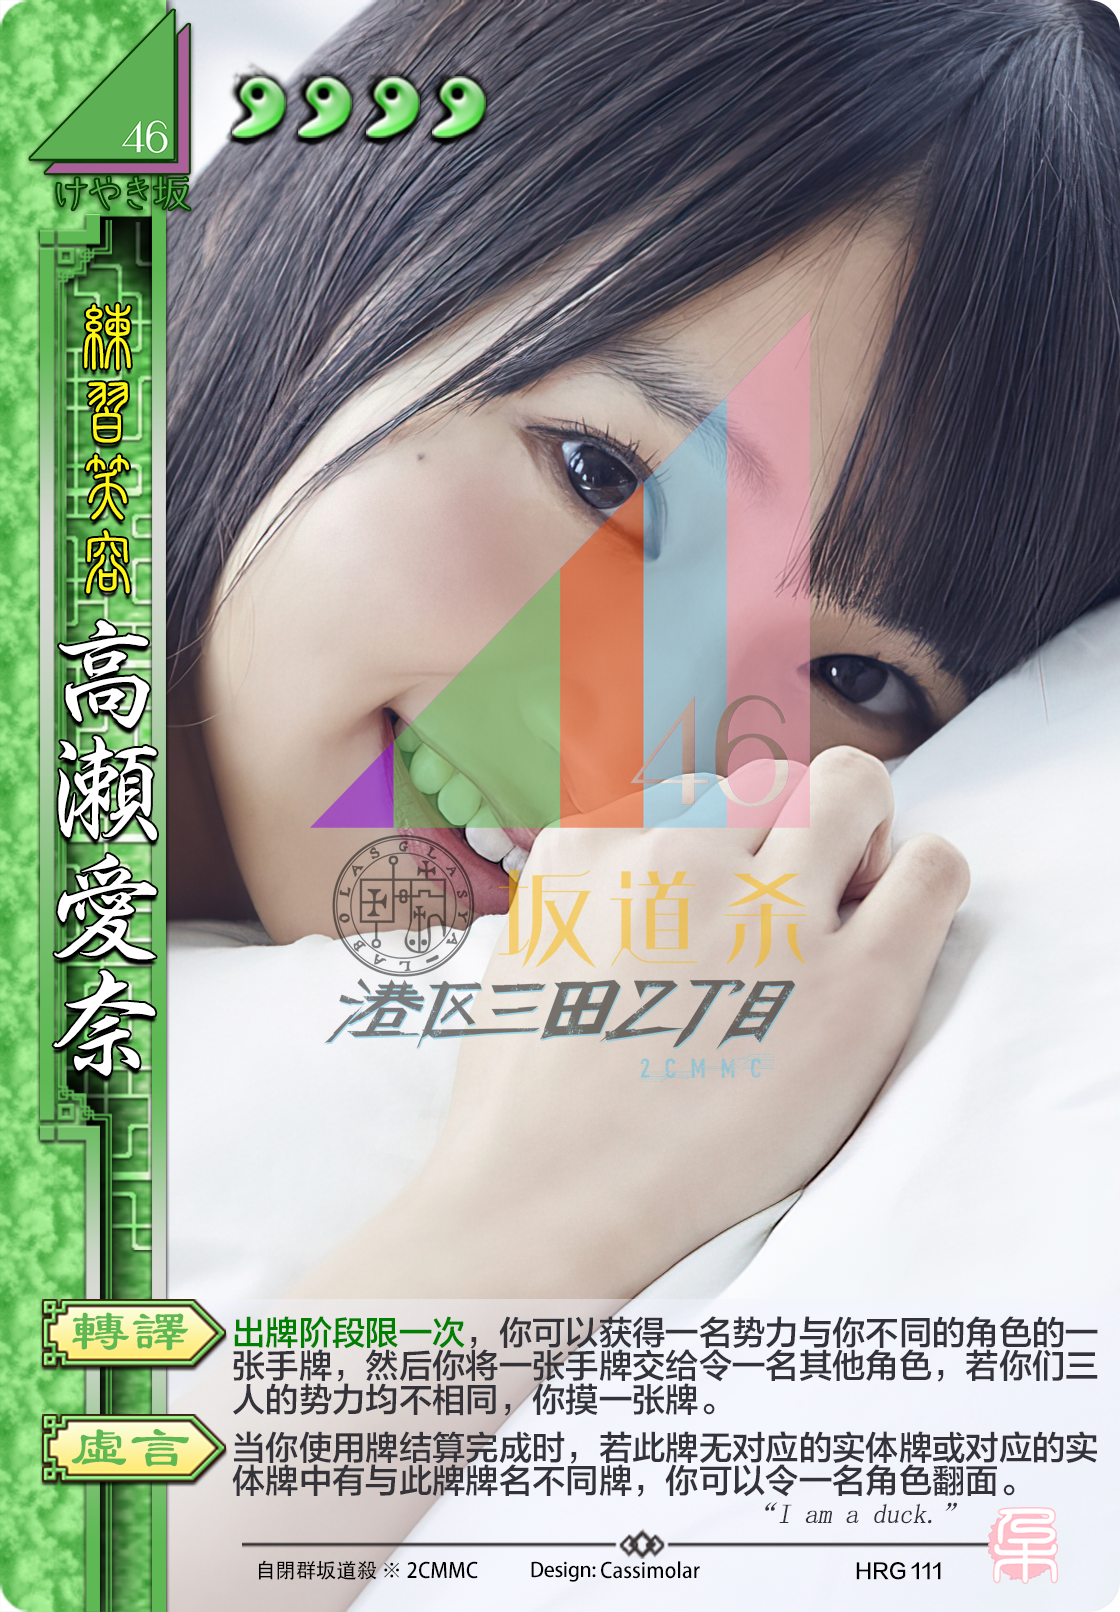 46
けやき坂
練習笑容
高瀬愛奈
46
GLASYA-LABOLAS
坂道杀
港区三田乙丁目
2CMMC
轉譯
出牌阶段限一次，你可以获得一名势力与你不同的角色的一
张手牌，然后你将一张手牌交给令一名其他角色，若你们三
人的势力均不相同，你摸一张牌。
虛言
当你使用牌结算完成时，若此牌无对应的实体牌或对应的实
体牌中有与此牌牌名不同牌，你可以令一名角色翻面。
“I am a duck.”
自閉群坂道殺 ※ 2CMMC
Design: Cassimolar
HRG 111